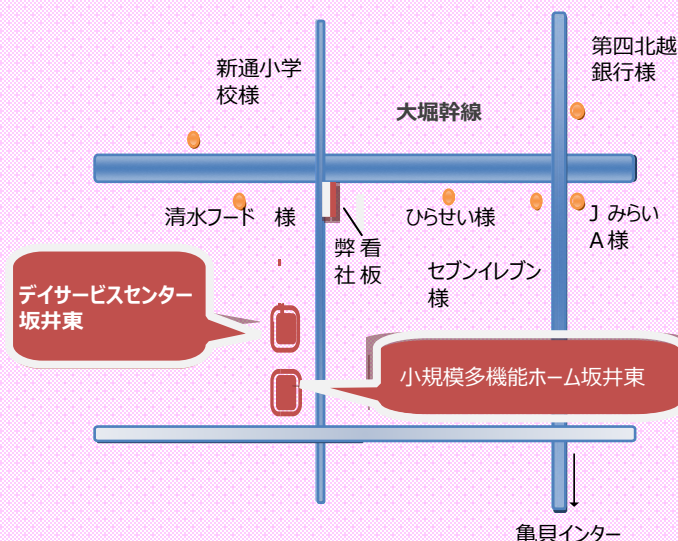 第四北越
銀行様
新通小学
校様
大堀幹線
清水フード　様
ひらせい様
J みらい
A様
弊 看
社 板
セブンイレブン
様
デイサービスセンター
坂井東
小規模多機能ホーム坂井東
亀貝インター